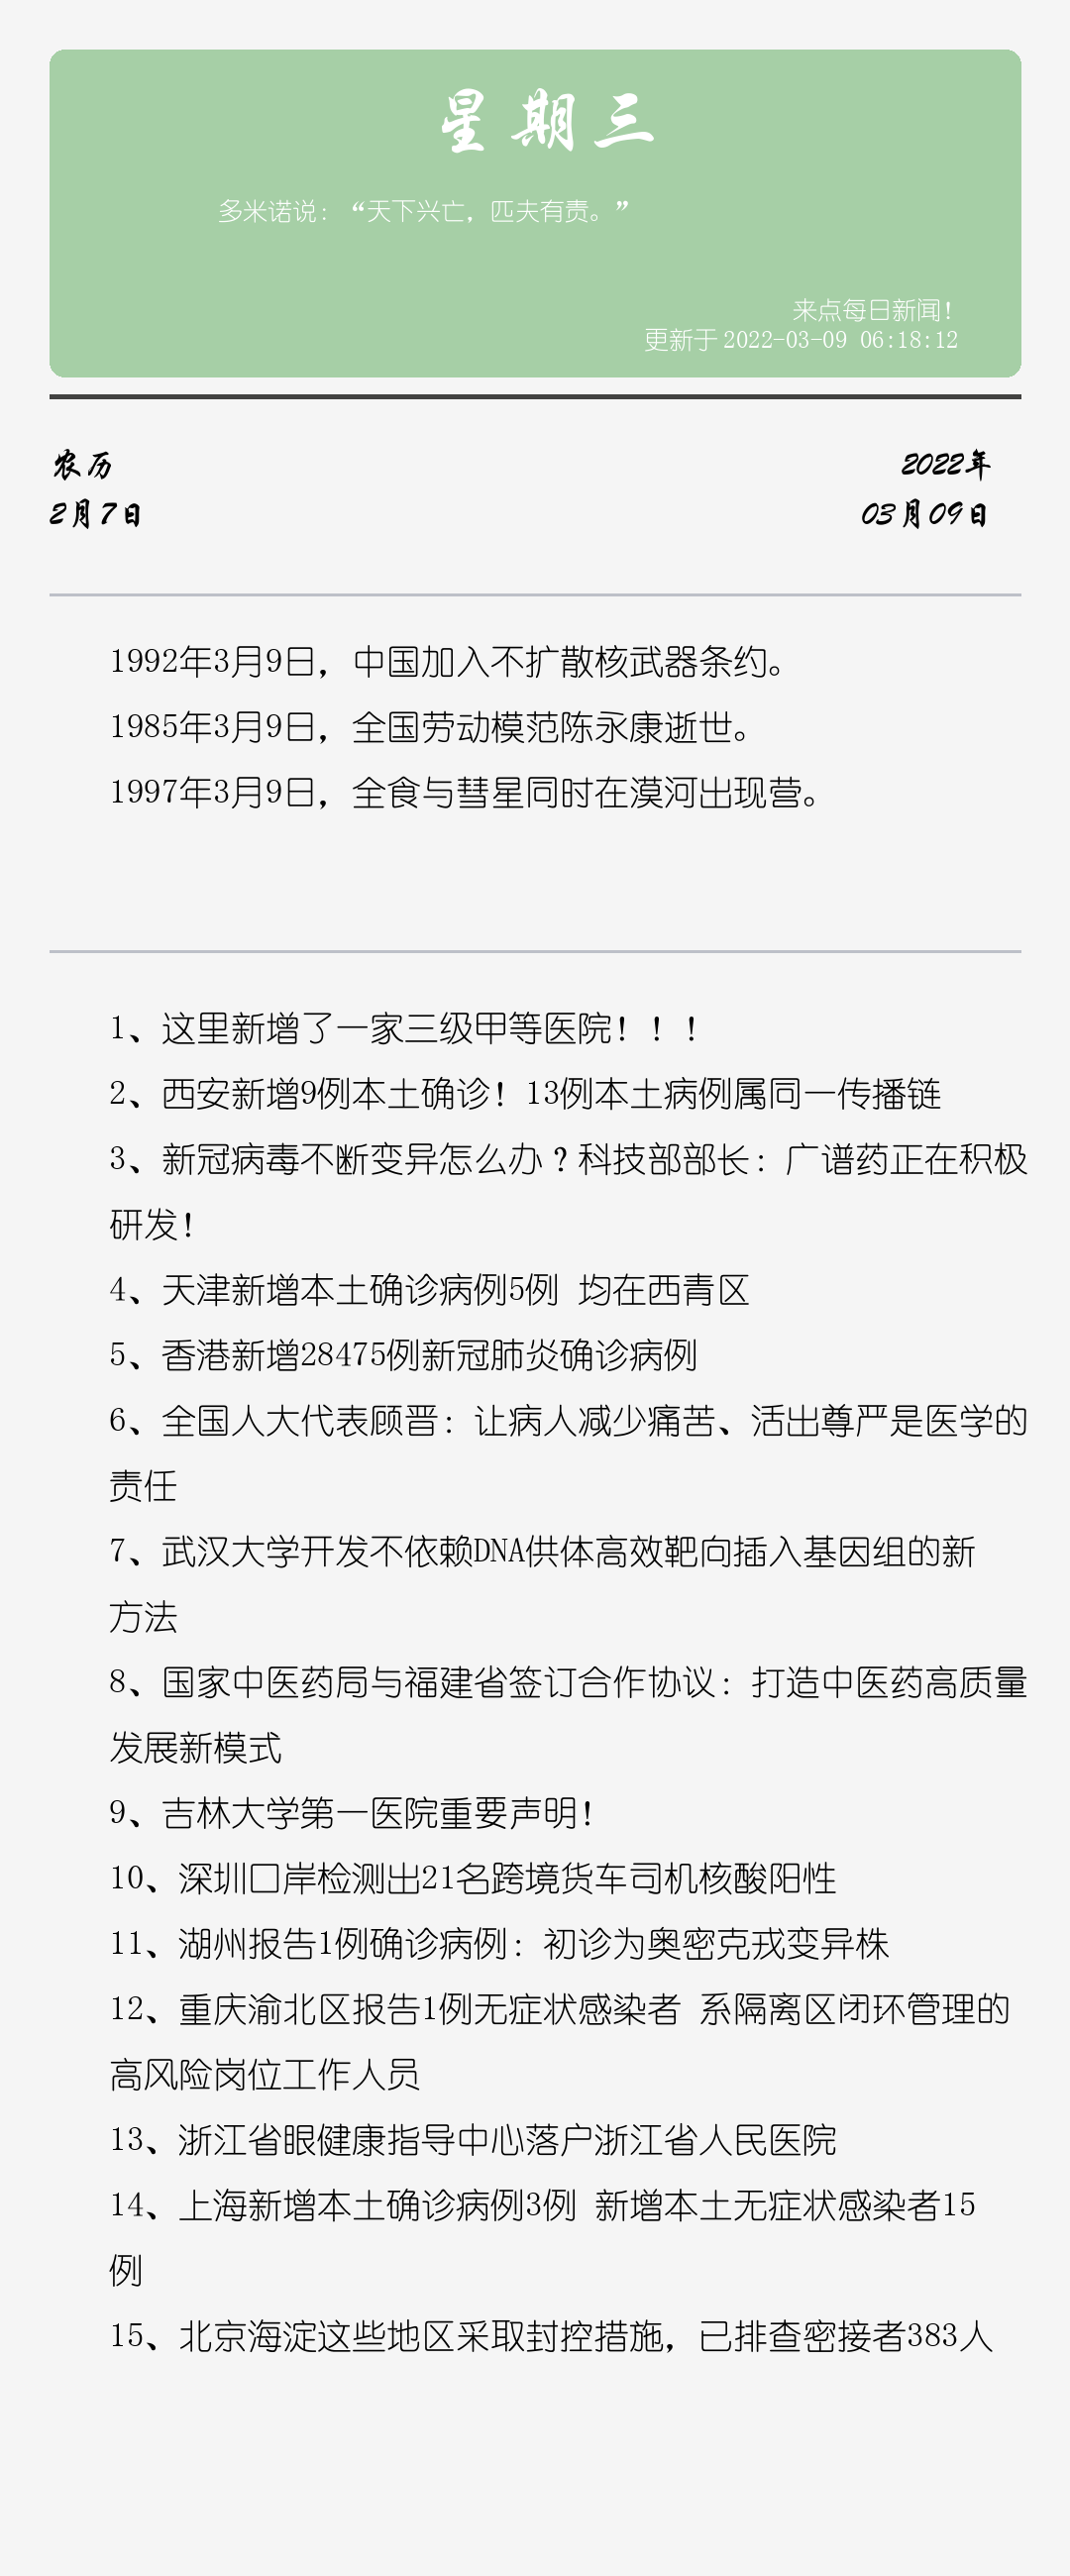 星期三
多米诺说：“天下兴亡，匹夫有责。”
来点每日新闻！
更新于2022-03-09 06:18:12
农历
2022年
2月7日
03月09日
1992年3月9日，中国加入不扩散核武器条约。
1985年3月9日，全国劳动模范陈永康逝世。
1997年3月9日，全食与彗星同时在漠河出现营。
1、这里新增了一家三级甲等医院！！！
2、西安新增9例本土确诊！13例本土病例属同一传播链
3、新冠病毒不断变异怎么办？科技部部长：广谱药正在积极
研发！
4、天津新增本土确诊病例5例 均在西青区
5、香港新增28475例新冠肺炎确诊病例
6、全国人大代表顾晋：让病人减少痛苦、活出尊严是医学的
责任
7、武汉大学开发不依赖DNA供体高效靶向插入基因组的新
方法
8、国家中医药局与福建省签订合作协议：打造中医药高质量
发展新模式
9、吉林大学第一医院重要声明！
10、深圳口岸检测出21名跨境货车司机核酸阳性
11、湖州报告1例确诊病例：初诊为奥密克戎变异株
12、重庆渝北区报告1例无症状感染者 系隔离区闭环管理的
高风险岗位工作人员
13、浙江省眼健康指导中心落户浙江省人民医院
14、上海新增本土确诊病例3例 新增本土无症状感染者15
例
15、北京海淀这些地区采取封控措施，已排查密接者383人